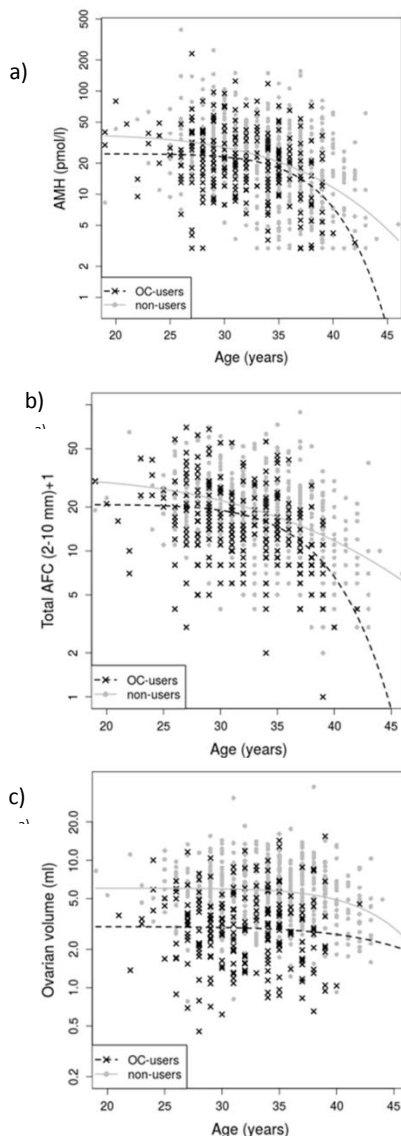 a)
AMH (pmol/l)
500
200
100
50
20
10
5
2
1
OC-users
non-users
20 25 30 35 40 45
Age (years)
b)
Total AFC (2-10 mm)+1
50
20
10
5
2
1
OC-users
non-users
20 25 30 35 40 45
Age (years)
c)
Ovarian volume (ml)
20.0
10.0
5.0
2.0
1.0
0.5
0.2
OC-users
non-users
20 25 30 35 40 45
Age (years)